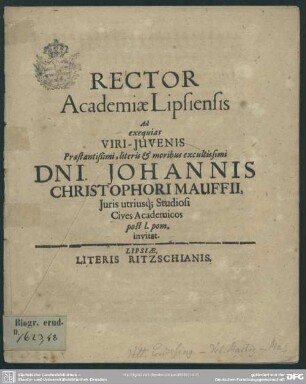 RECTOR
Academiæ Lipsiensis
Ad
exequias
VIRI-JUVENIS
Præstantissimi, literis & moribus excultissimi
DNI. JOHANNIS
CHRISTOPHORI MAUFFII,
Juris utriusq; Studiosi
Cives Academicos
post l. pom.
invitat.
LIPSIÆ,
LITERIS RITZSCHIANIS.
Biogr. erud.